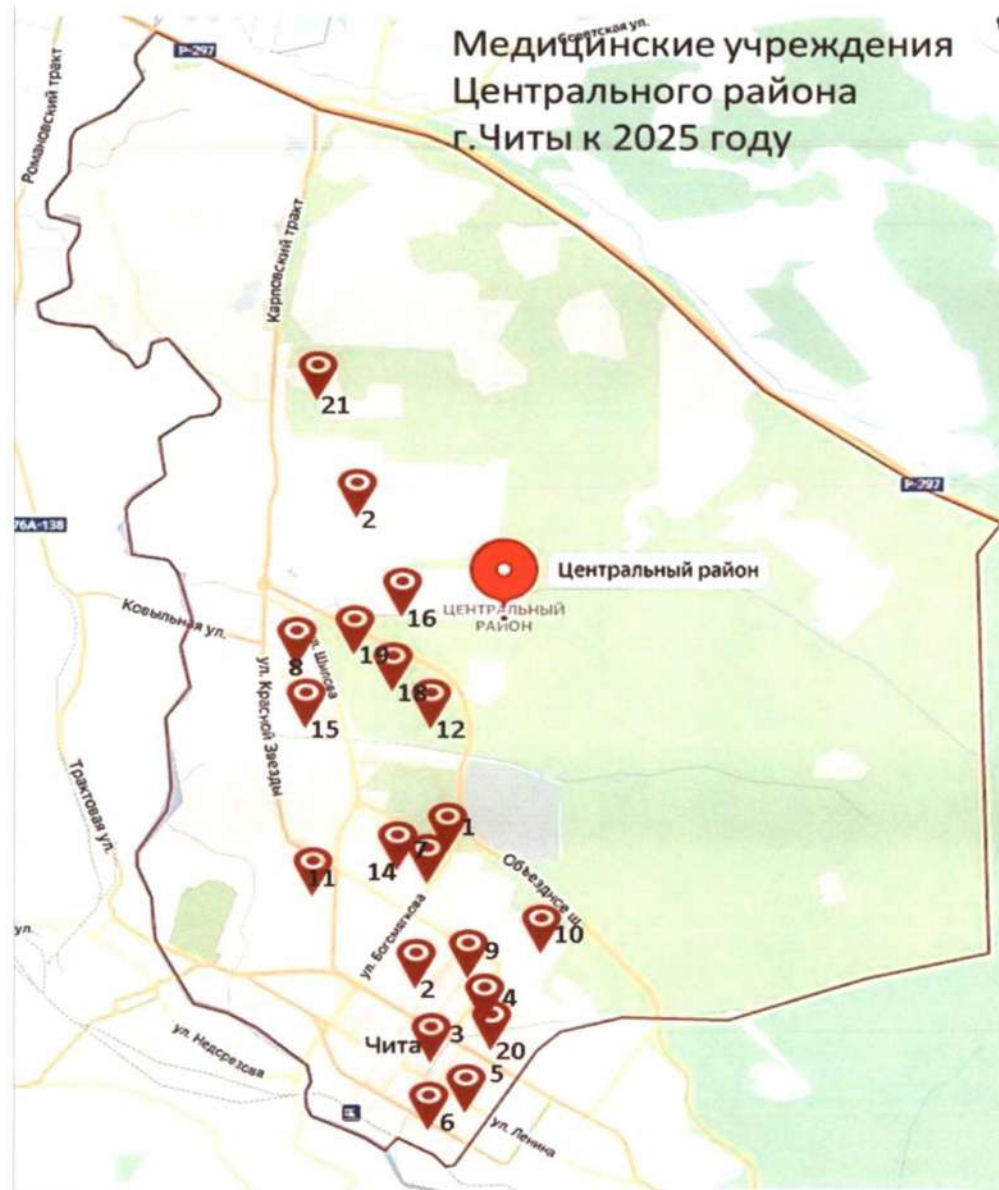 Медицинские учреждения
Центрального района
г.Читы к 2025 году
Р-297
Романовский тракт
Карповский тракт
21
2
Р-297
76А-138
Центральный район
ЦЕНТРАЛЬНЫЙ
РАЙОН
16
Ковыльная ул.
19
8
ул. Шилова
18
15
12
ул. Красной Звезды
Трактовая ул.
1
7
14
11
Объездное ш.
ул. Богомягкова
10
9
ул.
2
4
3
Чита
20
5
6
ул. Ленина